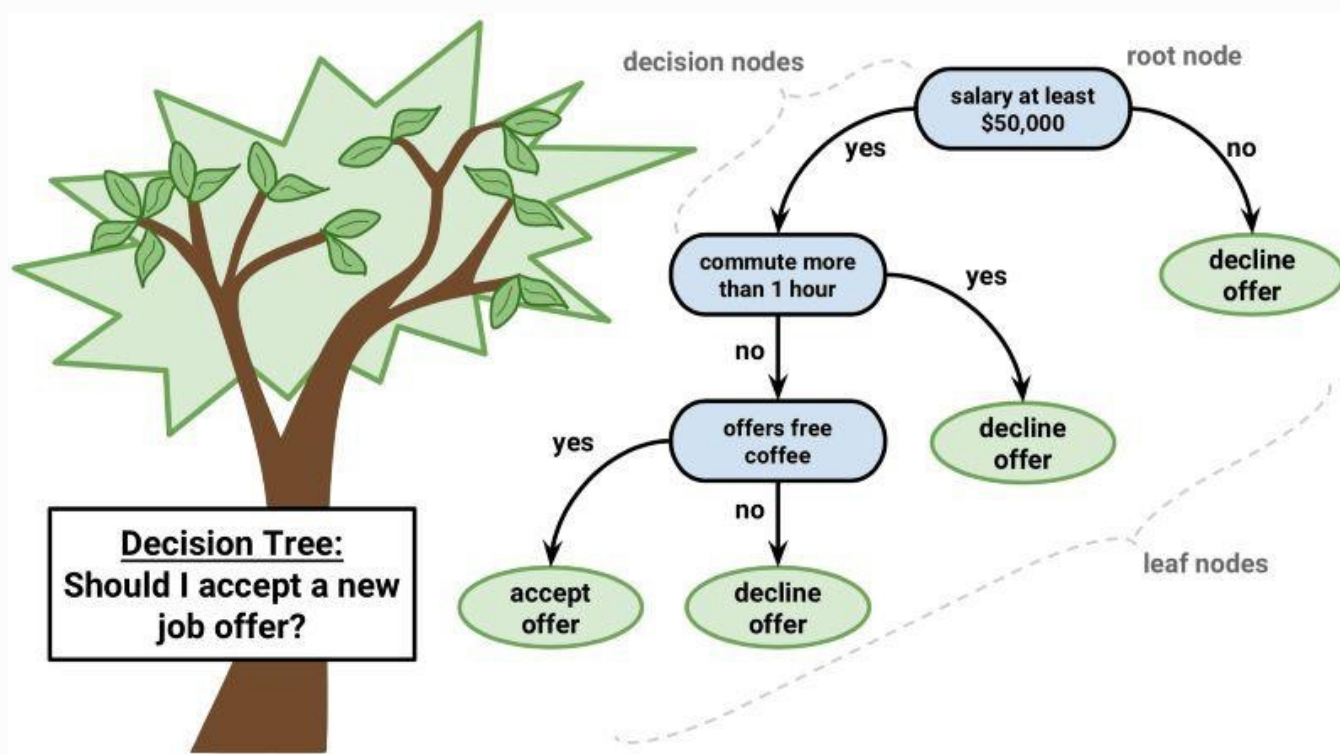 decision nodes
root node
salary at least
$50,000
yes
no
commute more
than 1 hour
yes
decline
offer
no
offers free
coffee
yes
decline
offer
no
Decision Tree:
Should I accept a new
job offer?
accept
offer
decline
offer
leaf nodes